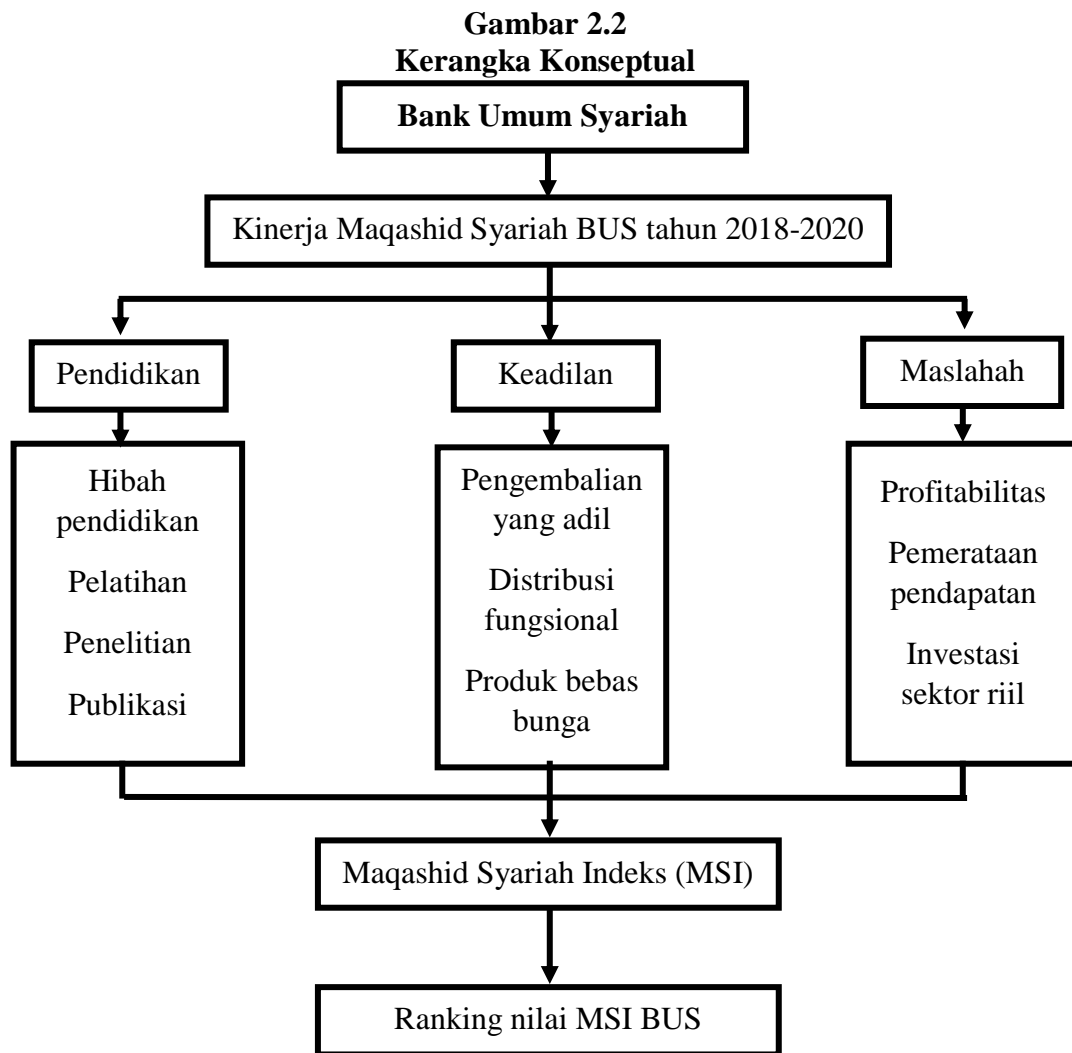 Gambar 2.2
Kerangka Konseptual
Bank Umum Syariah
Kinerja Maqashid Syariah BUS tahun 2018-2020
Pendidikan
Keadilan
Maslahah
Hibah
pendidikan
Pelatihan
Penelitian
Publikasi
Pengembalian
yang adil
Distribusi
fungsional
Produk bebas
bunga
Profitabilitas
Pemerataan
pendapatan
Investasi
sektor riil
Maqashid Syariah Indeks (MSI)
Ranking nilai MSI BUS